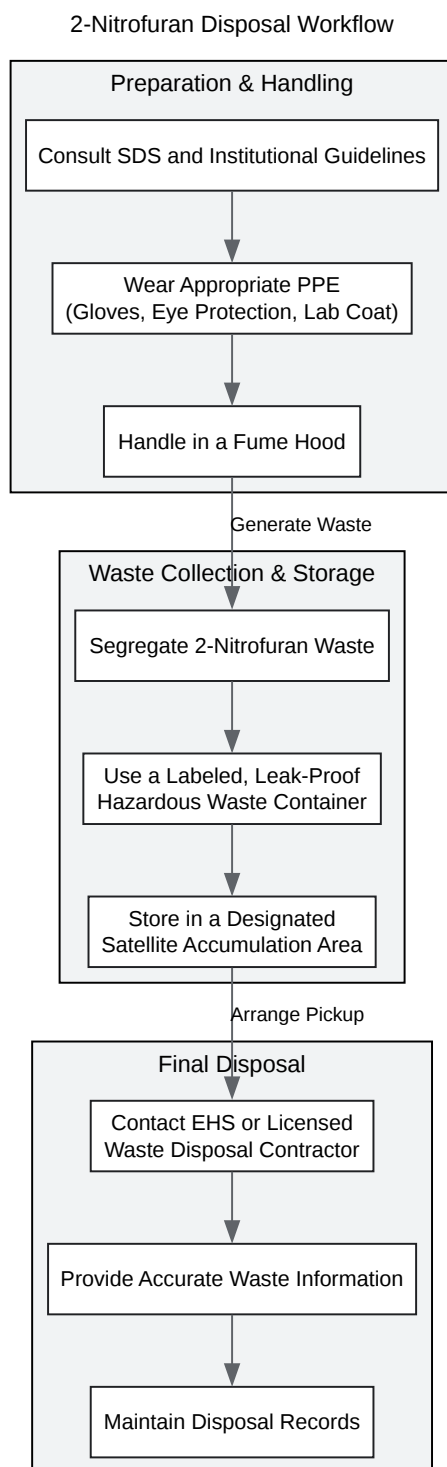 2-Nitrofuran Disposal Workflow
Preparation & Handling
Consult SDS and Institutional Guidelines
Wear Appropriate PPE
(Gloves, Eye Protection, Lab Coat)
Handle in a Fume Hood
Generate Waste
Waste Collection & Storage
Segregate 2-Nitrofuran Waste
Use a Labeled, Leak-Proof
Hazardous Waste Container
Store in a Designated
Satellite Accumulation Area
Arrange Pickup
Final Disposal
Contact EHS or Licensed
Waste Disposal Contractor
Provide Accurate Waste Information
Maintain Disposal Records